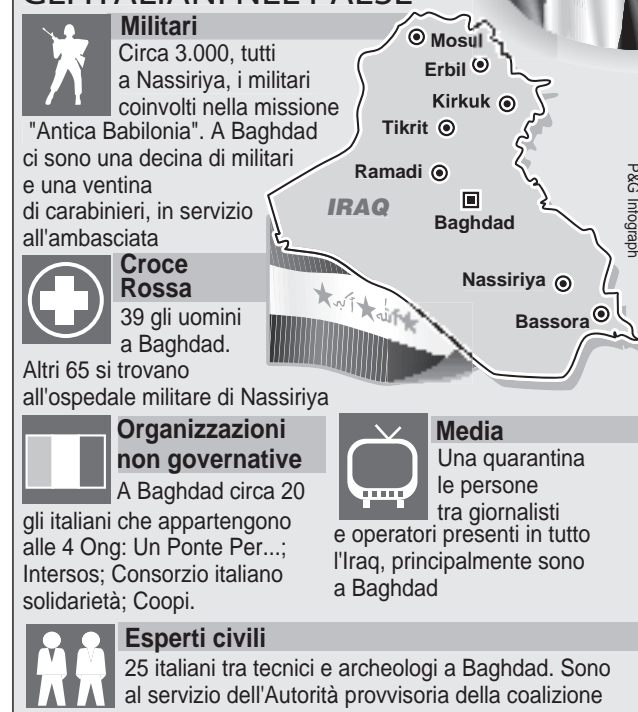 GLI ITALIANI NEL PAESE
Militari
Circa 3.000, tutti
a Nassiriya, i militari
coinvolti nella missione
"Antica Babilonia". A Baghdad
ci sono una decina di militari
e una ventina
di carabinieri, in servizio
all'ambasciata
Croce
Rossa
39 gli uomini
a Baghdad.
Altri 65 si trovano
all'ospedale militare di Nassiriya
Mosul
Erbil
Kirkuk
Tikrit
Ramadi
IRAQ
Baghdad
Nassiriya
Bassora
الله اكبر
P&G Infograph
Organizzazioni
non governative
A Baghdad circa 20
gli italiani che appartengono
alle 4 Ong: Un Ponte Per...;
Intersos; Consorzio italiano
solidarietà; Coopi.
Media
Una quarantina
le persone
tra giornalisti
e operatori presenti in tutto
l'Iraq, principalmente sono
a Baghdad
Esperti civili
25 italiani tra tecnici e archeologi a Baghdad. Sono
al servizio dell'Autorità provvisoria della coalizione